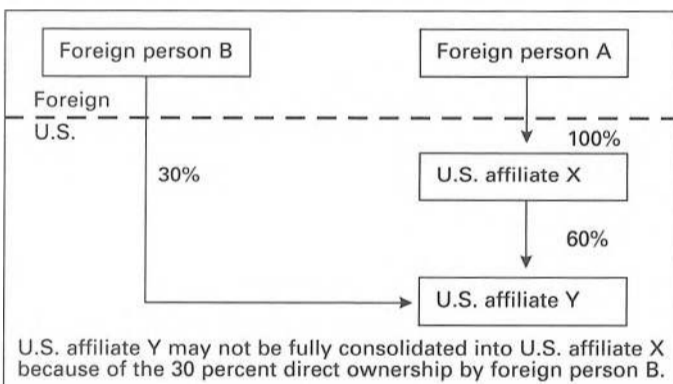 Foreign person B
Foreign person A
Foreign
U.S.
100%
30%
U.S. affiliate X
60%
U.S. affiliate Y
U.S. affiliate Y may not be fully consolidated into U.S. affiliate X
because of the 30 percent direct ownership by foreign person B.